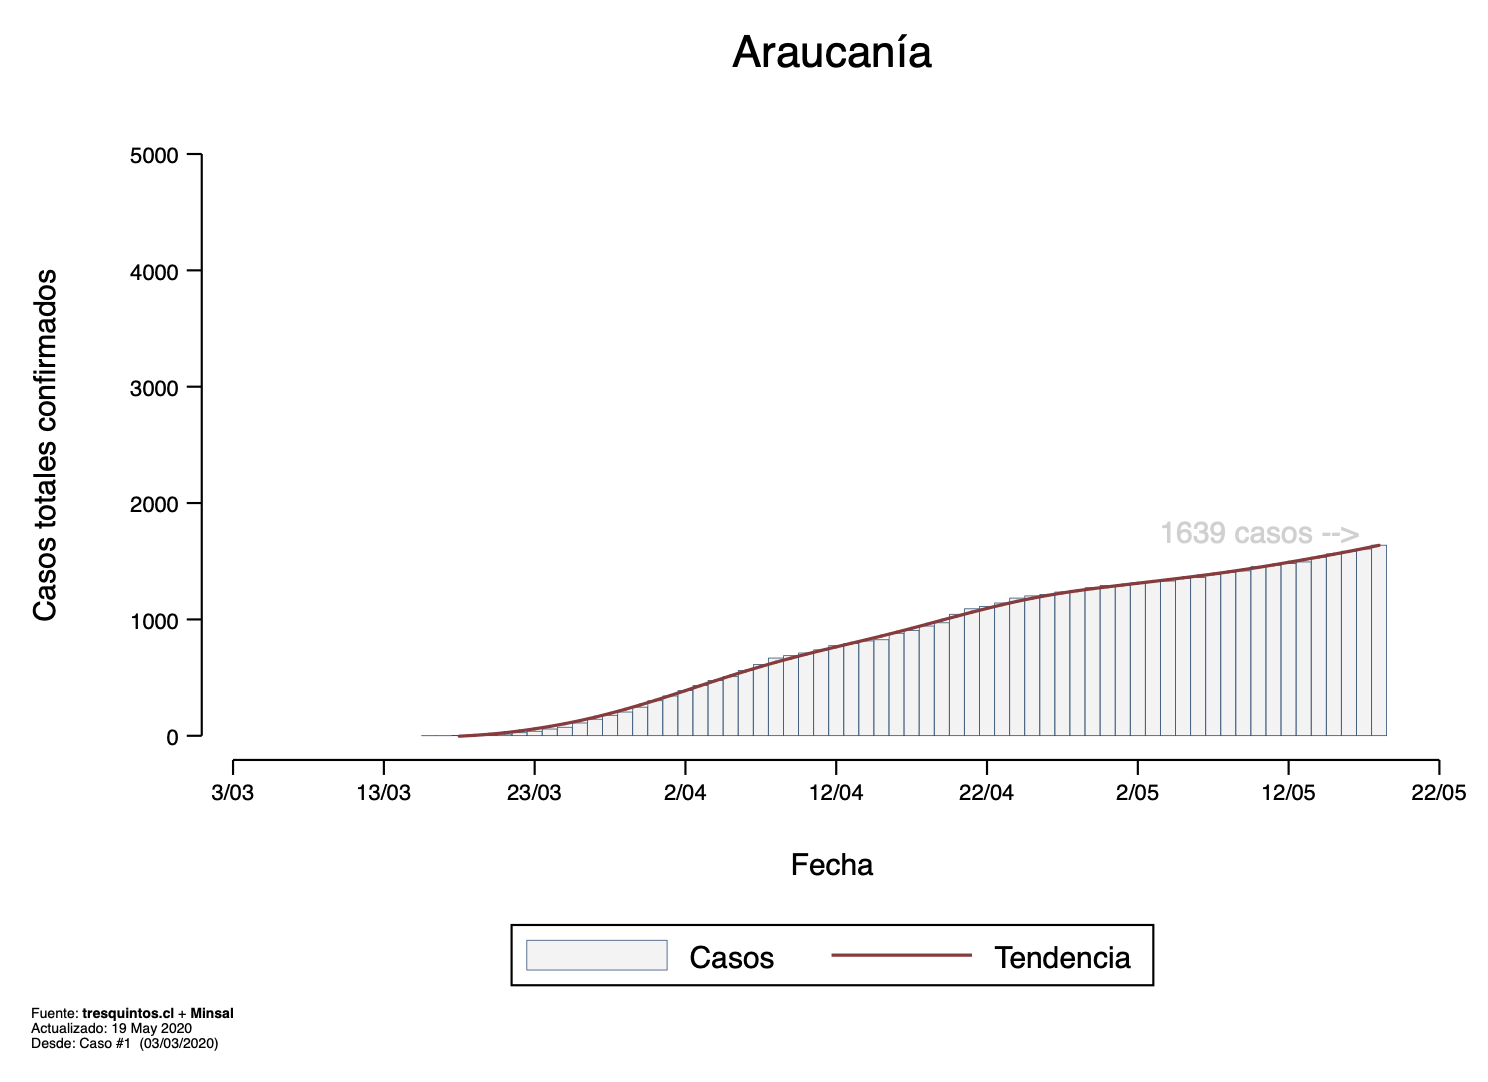 Araucanía
Casos totales confirmados
5000
4000
3000
2000
1000
0
1639 casos -->
3/03 13/03 23/03 2/04 12/04 22/04 2/05 12/05 22/05
Fecha
Casos Tendencia
Fuente: tresquintos.cl + Minsal
Actualizado: 19 May 2020
Desde: Caso #1 (03/03/2020)